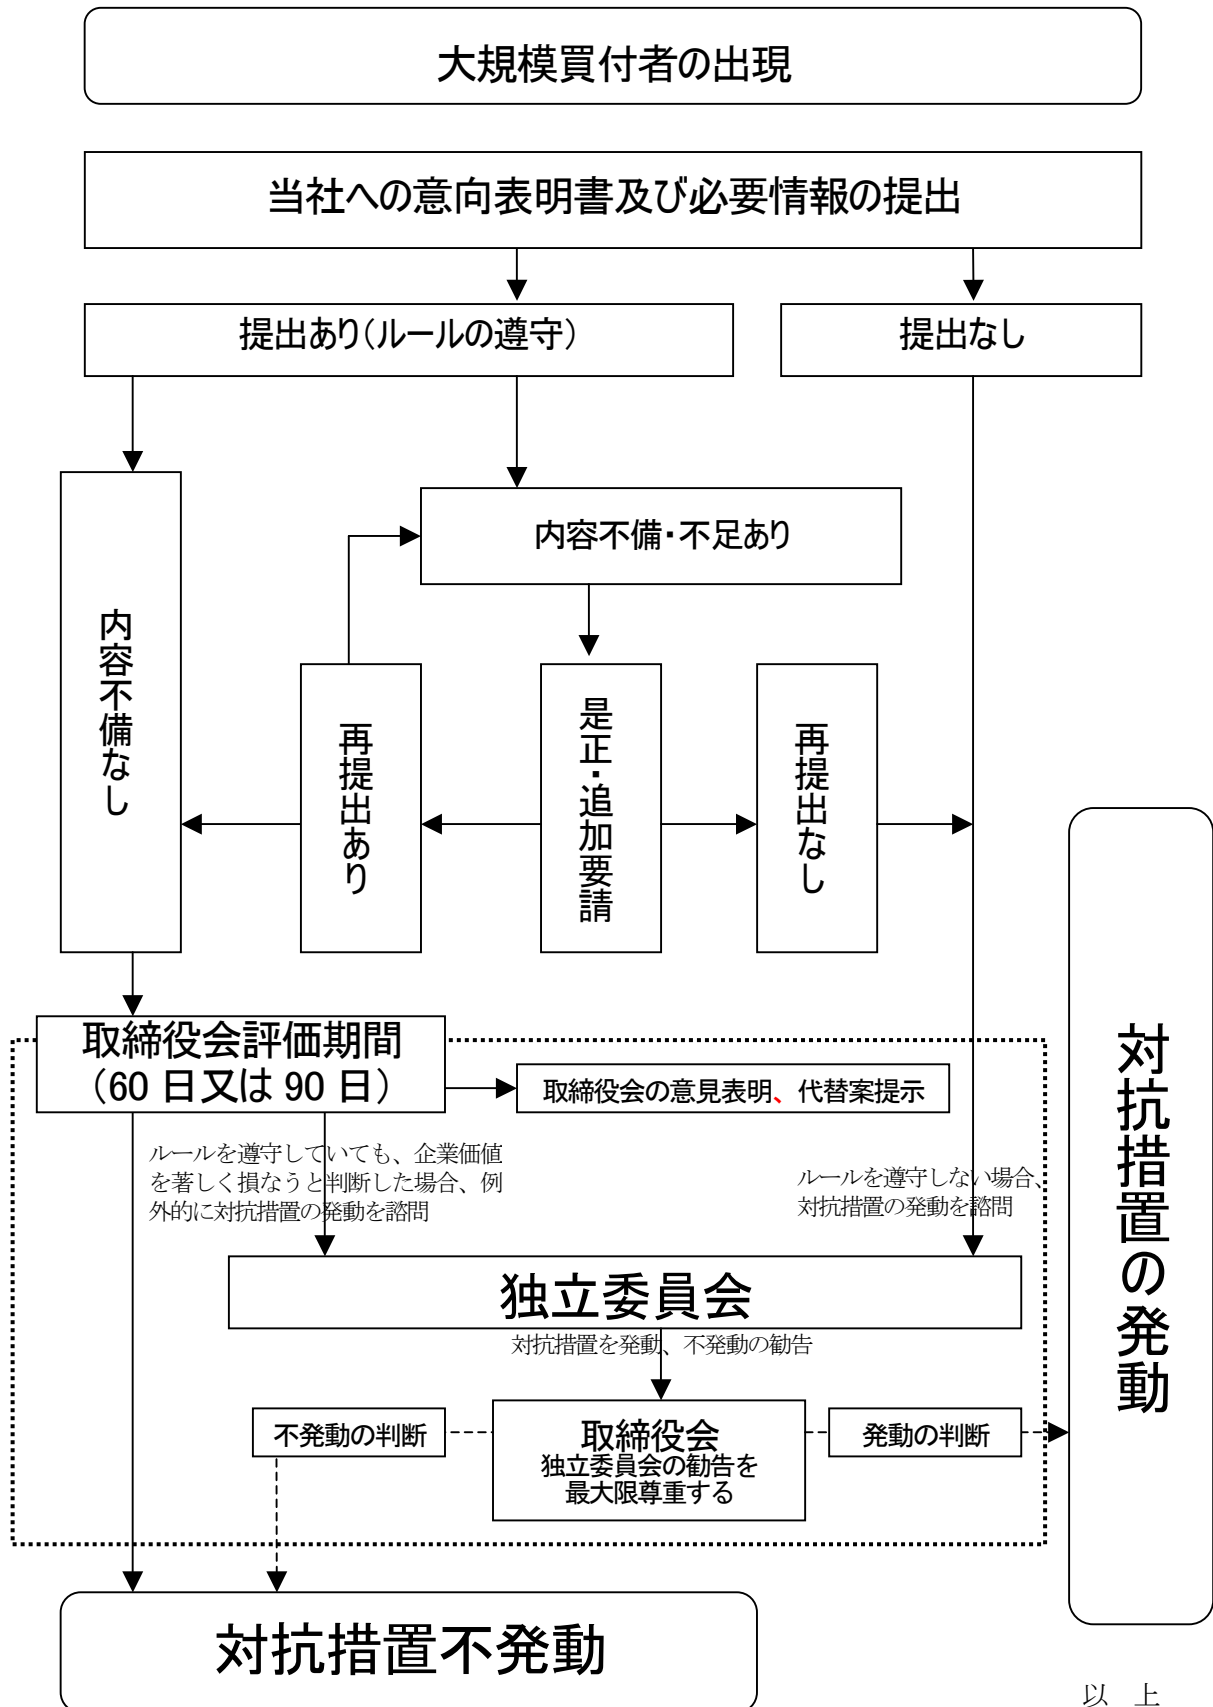 大規模買付者の出現
当社への意向表明書及び必要情報の提出
提出あり（ルールの遵守）
提出なし
内容不備・不足あり
内容不備なし
再提出あり
是正・追加要請
再提出なし
取締役会評価期間
（60 日又は 90 日）
取締役会の意見表明、代替案提示
ルールを遵守していても、企業価値
を著しく損なうと判断した場合、例
外的に対抗措置の発動を諮問
ルールを遵守しない場合、
対抗措置の発動を諮問
独立委員会
対抗措置を発動、不発動の勧告
不発動の判断
取締役会
独立委員会の勧告を
最大限尊重する
発動の判断
対抗措置の発動
対抗措置不発動
以 上